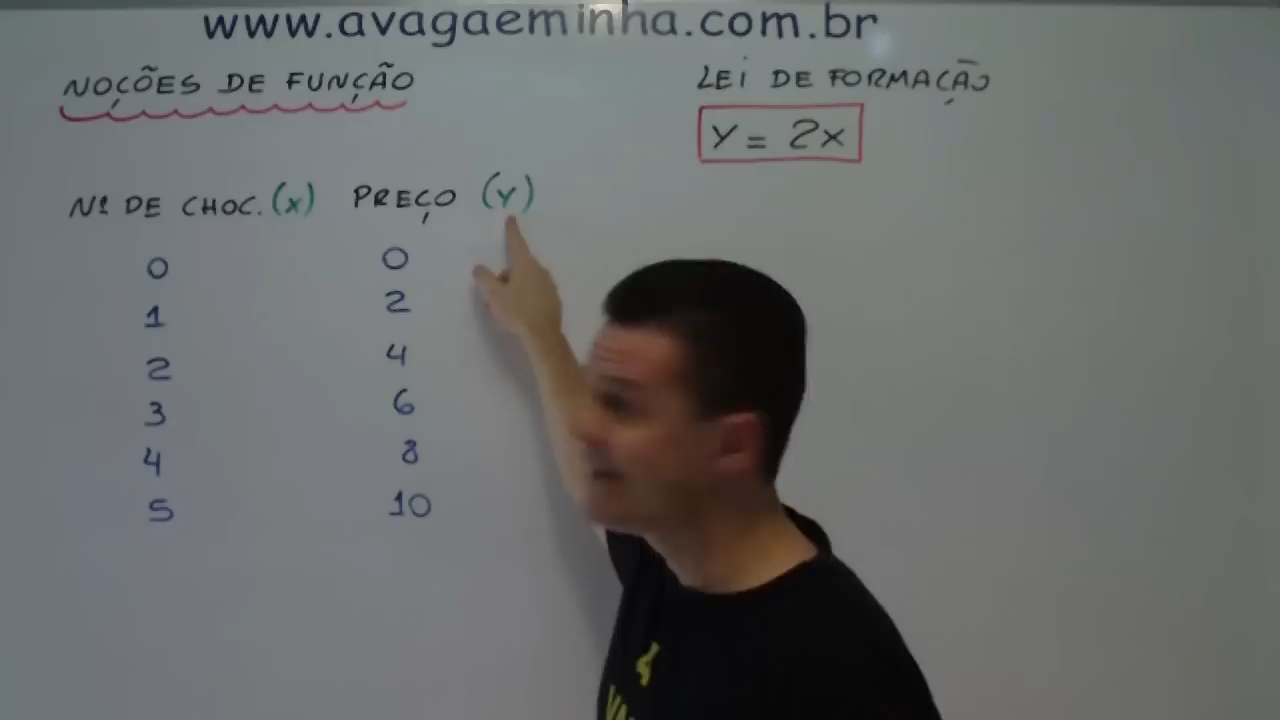 www.avagaeminha.com.br
NOÇÕES DE FUNÇÃO
LEI DE FORMAÇÃO
Y = 2X
Nº DE CHOC. (X) PREÇO (Y)
0 0
1 2
2 4
3 6
4 8
5 10